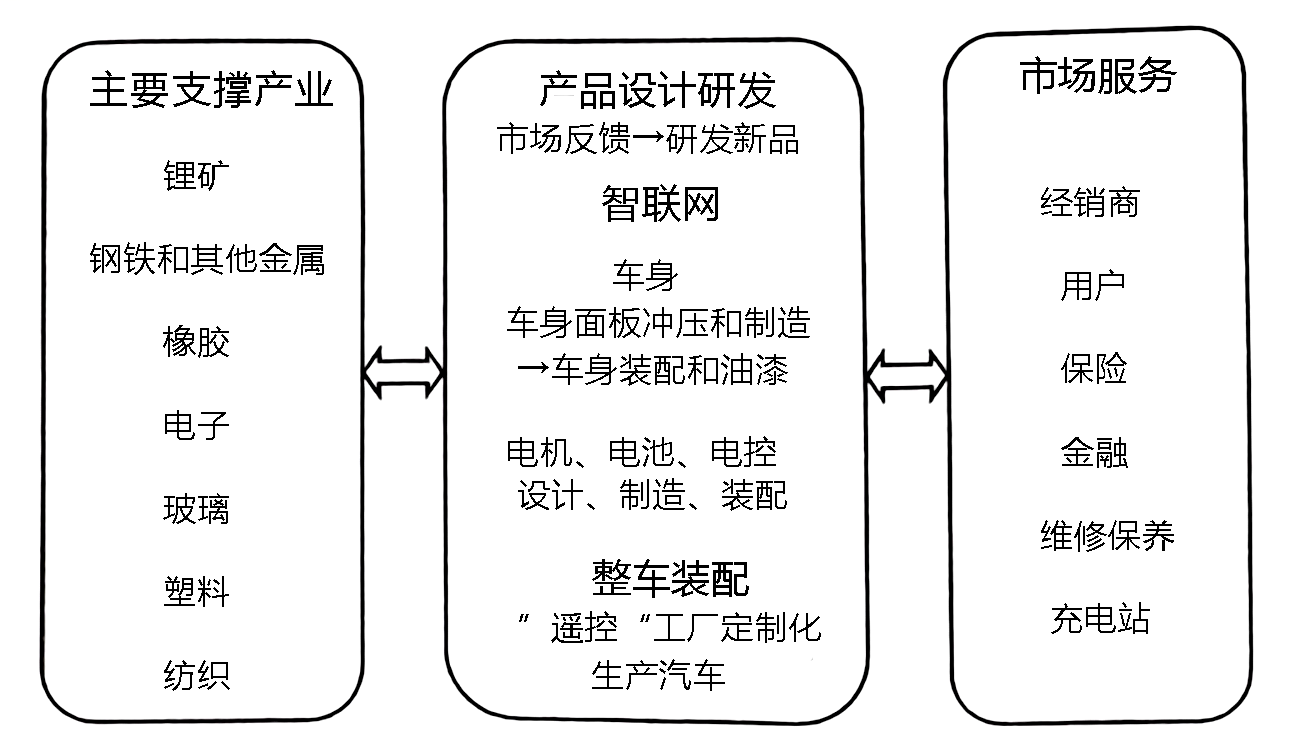 主要支撑产业
锂矿
钢铁和其他金属
橡胶
电子
玻璃
塑料
纺织
产品设计研发
市场反馈→研发新品
智联网
车身
车身面板冲压和制造
→车身装配和油漆
电机、电池、电控
设计、制造、装配
整车装配
”遥控“工厂定制化
生产汽车
市场服务
经销商
用户
保险
金融
维修保养
充电站